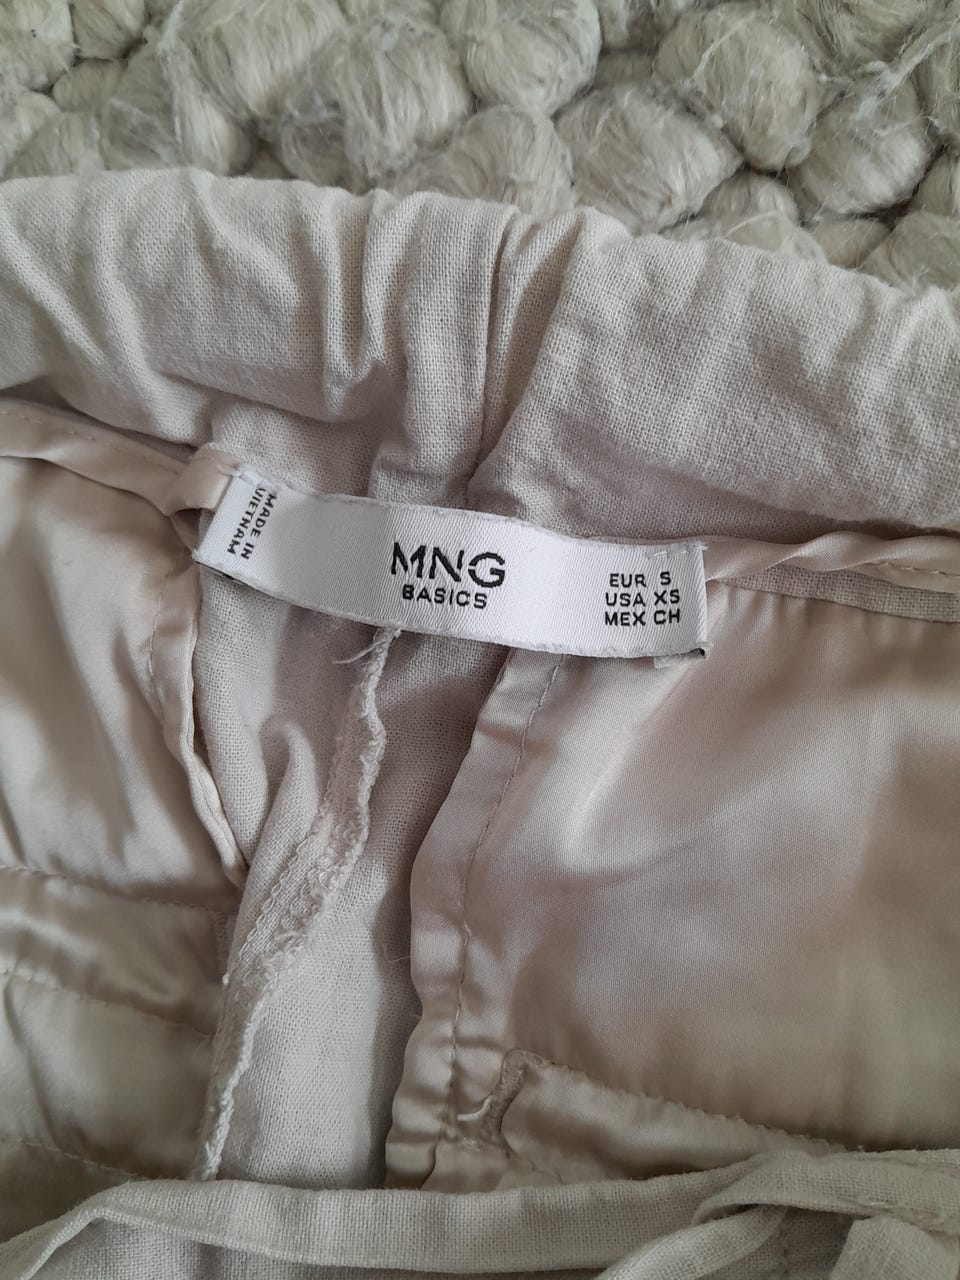 MADE IN
VIETNAM
MNG
BASICS
EUR S
USA XS
MEX CH